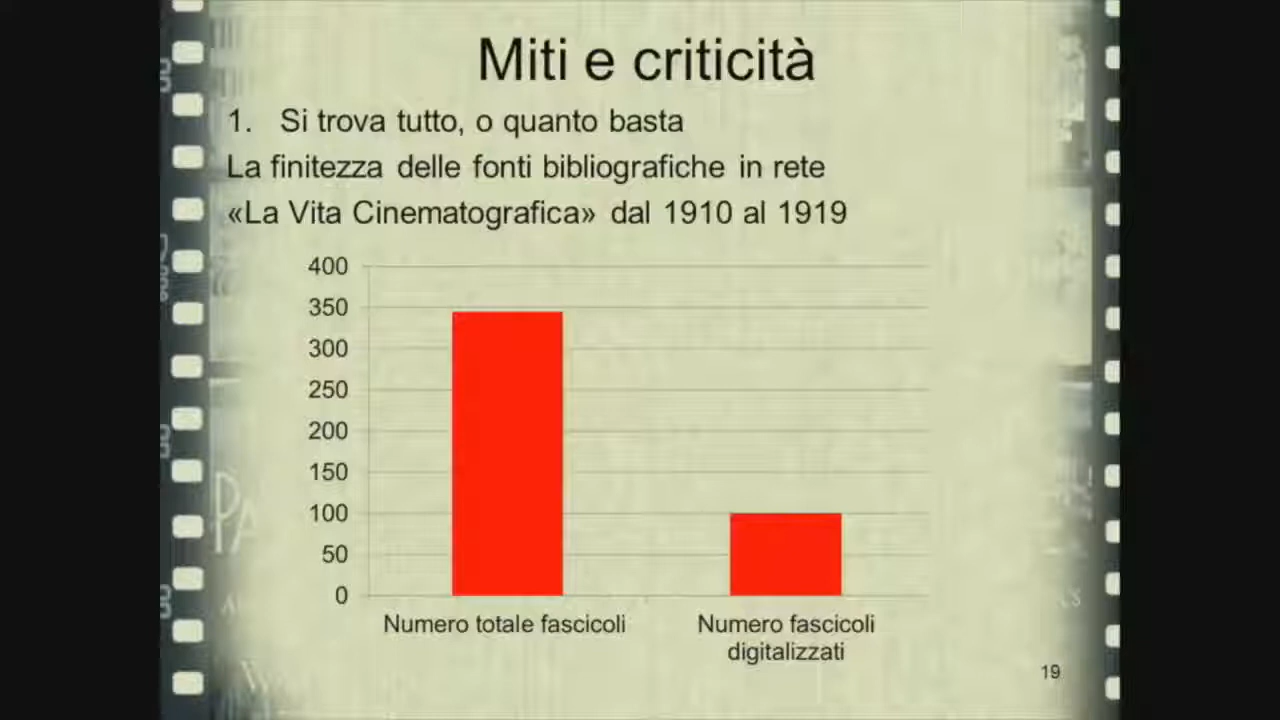 Miti e criticità
1. Si trova tutto, o quanto basta
La finitezza delle fonti bibliografiche in rete
«La Vita Cinematografica» dal 1910 al 1919
400
350
300
250
200
150
100
50
0
Numero totale fascicoli
Numero fascicoli
digitalizzati
19